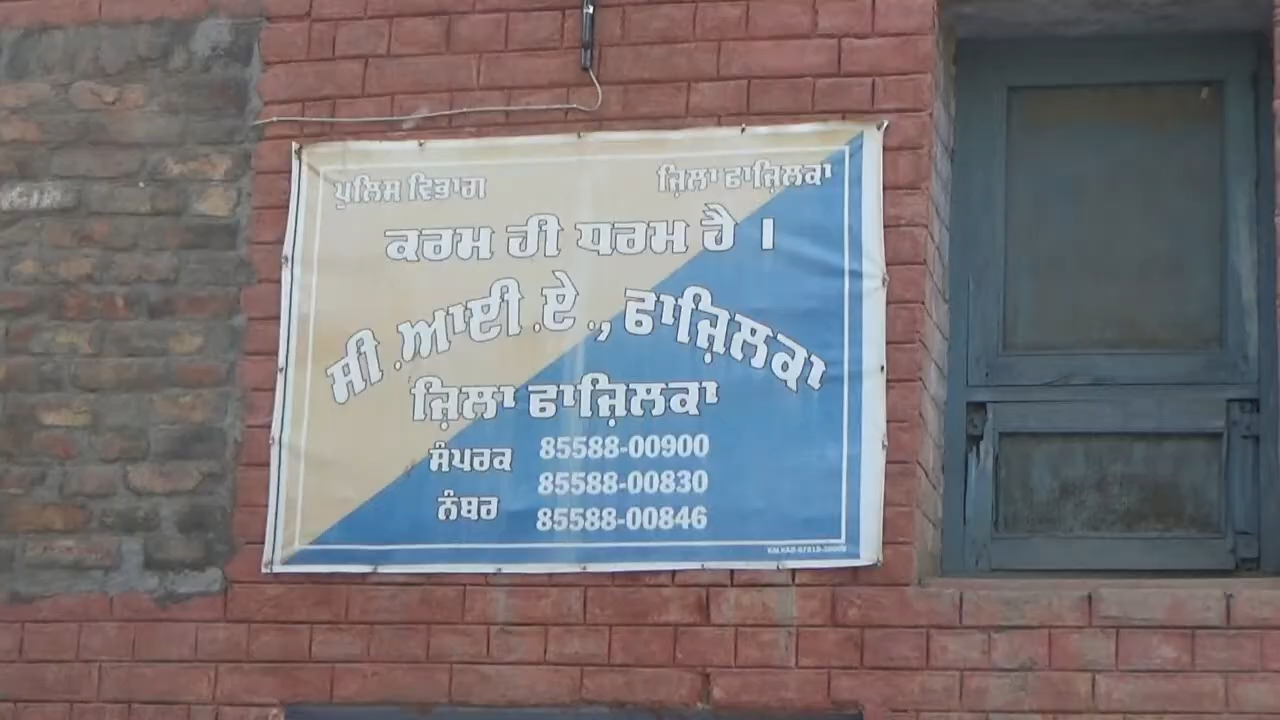 ਪੁਲਿਸ ਵਿਭਾਗ ਜ਼ਿਲਾ ਫਾਜ਼ਿਲਕਾ
ਕਰਮ ਹੀ ਧਰਮ ਹੈ ।
ਸੀ.ਆਈ.ਏ., ਫਾਜ਼ਿਲਕਾ
ਜ਼ਿਲਾ ਫਾਜ਼ਿਲਕਾ
ਸੰਪਰਕ 85588-00900
85588-00830
ਨੰਬਰ 85588-00846